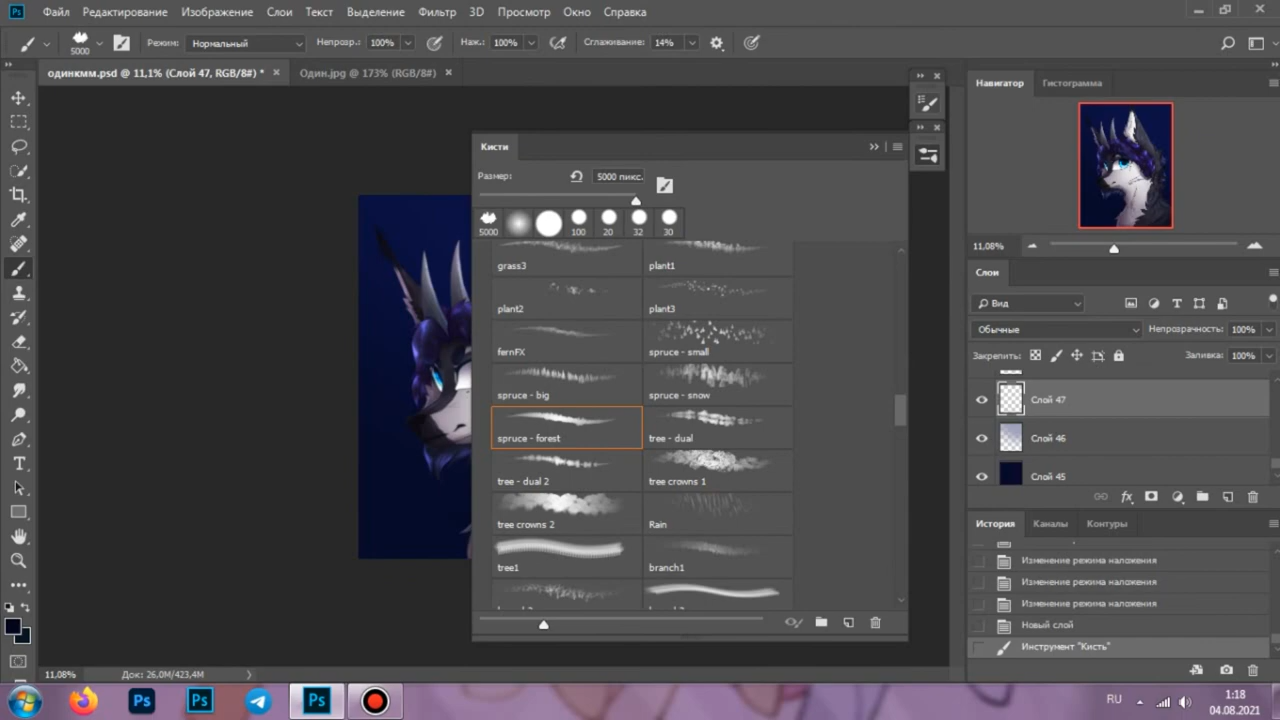 Ps Файл Редактирование Изображение Слои Текст Выделение Фильтр 3D Просмотр Окно Справка
5000 Режим: Нормальный Непрозр.: 100% Наж.: 100% Сглаживание: 14%
одинкмм.psd @ 11,1% (Слой 47, RGB/8#) * × Один.jpg @ 173% (RGB/8#) ×
Навигатор Гистограмма
Кисти
Размер: 5000 пикс.
5000 100 20 32 30
grass3 plant1
plant2 plant3
fernFX spruce - small
spruce - big spruce - snow
spruce - forest tree - dual
tree - dual 2 tree crowns 1
tree crowns 2 Rain
tree1 branch1
11,08%
Слои
Вид
Обычные Непрозрачность: 100%
Закрепить: Заливка: 100%
Слой 47
Слой 46
Слой 45
fx
История Каналы Контуры
Изменение режима наложения
Изменение режима наложения
Изменение режима наложения
Новый слой
Инструмент "Кисть"
11,08% Док: 26,0M/423,4M
Ps Ps Ps RU 1:18
04.08.2021